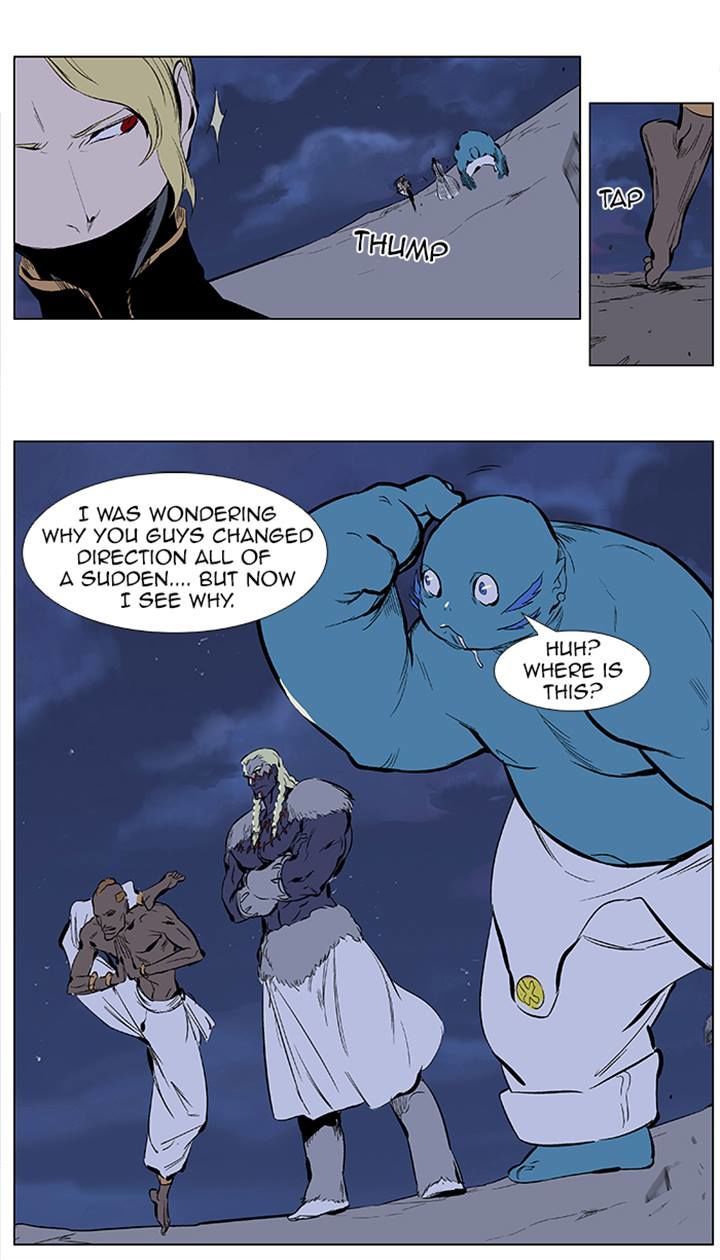 THUMP
TAP
I WAS WONDERING
WHY YOU GUYS CHANGED
DIRECTION ALL OF
A SUDDEN.... BUT NOW
I SEE WHY.
HUH?
WHERE IS
THIS?